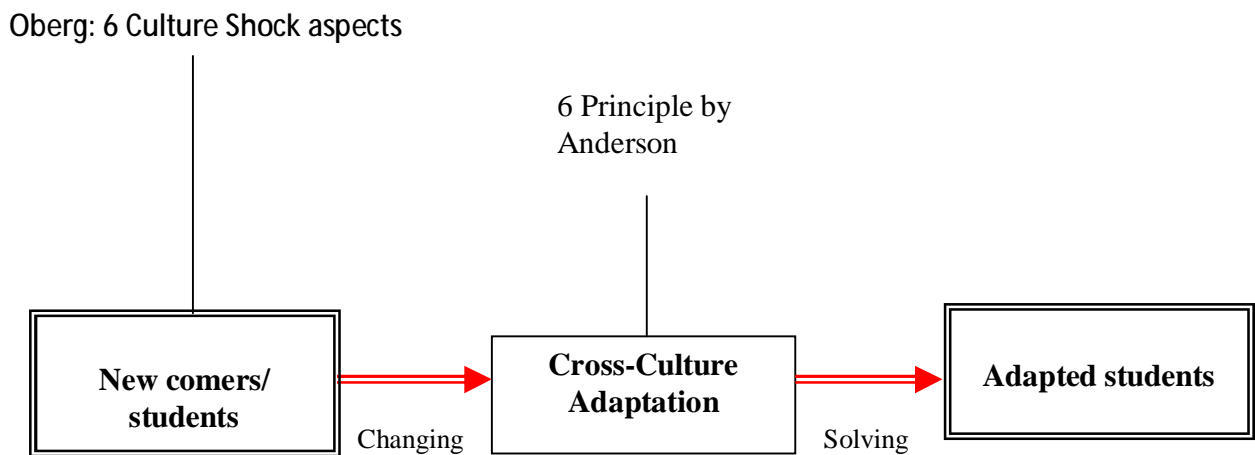 Oberg: 6 Culture Shock aspects
6 Principle by
Anderson
New comers/
students
Changing
Cross-Culture
Adaptation
Solving
Adapted students